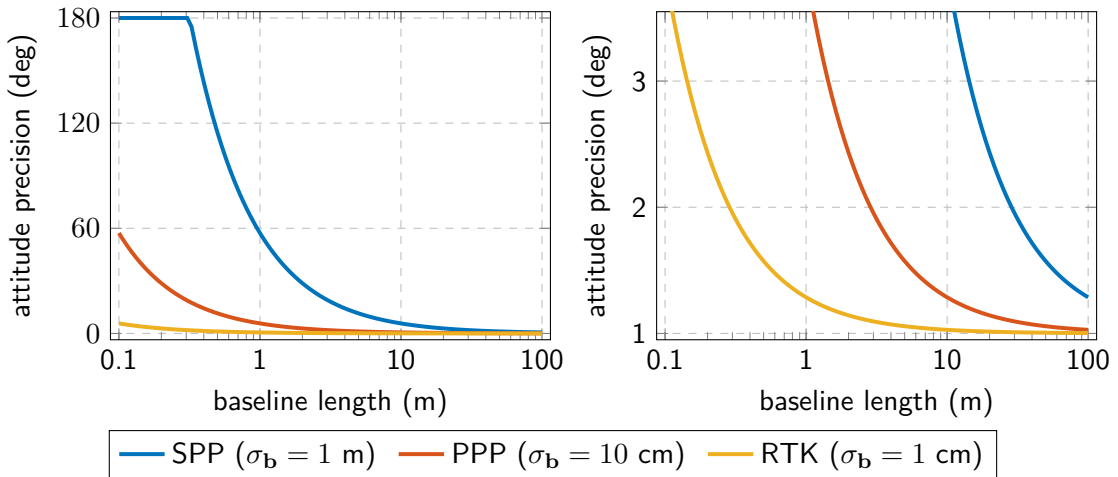 180
120
60
0
attitude precision (deg)
0.1 1 10 100
baseline length (m)
3
2
1
attitude precision (deg)
0.1 1 10 100
baseline length (m)
SPP (σb = 1 m) PPP (σb = 10 cm) RTK (σb = 1 cm)